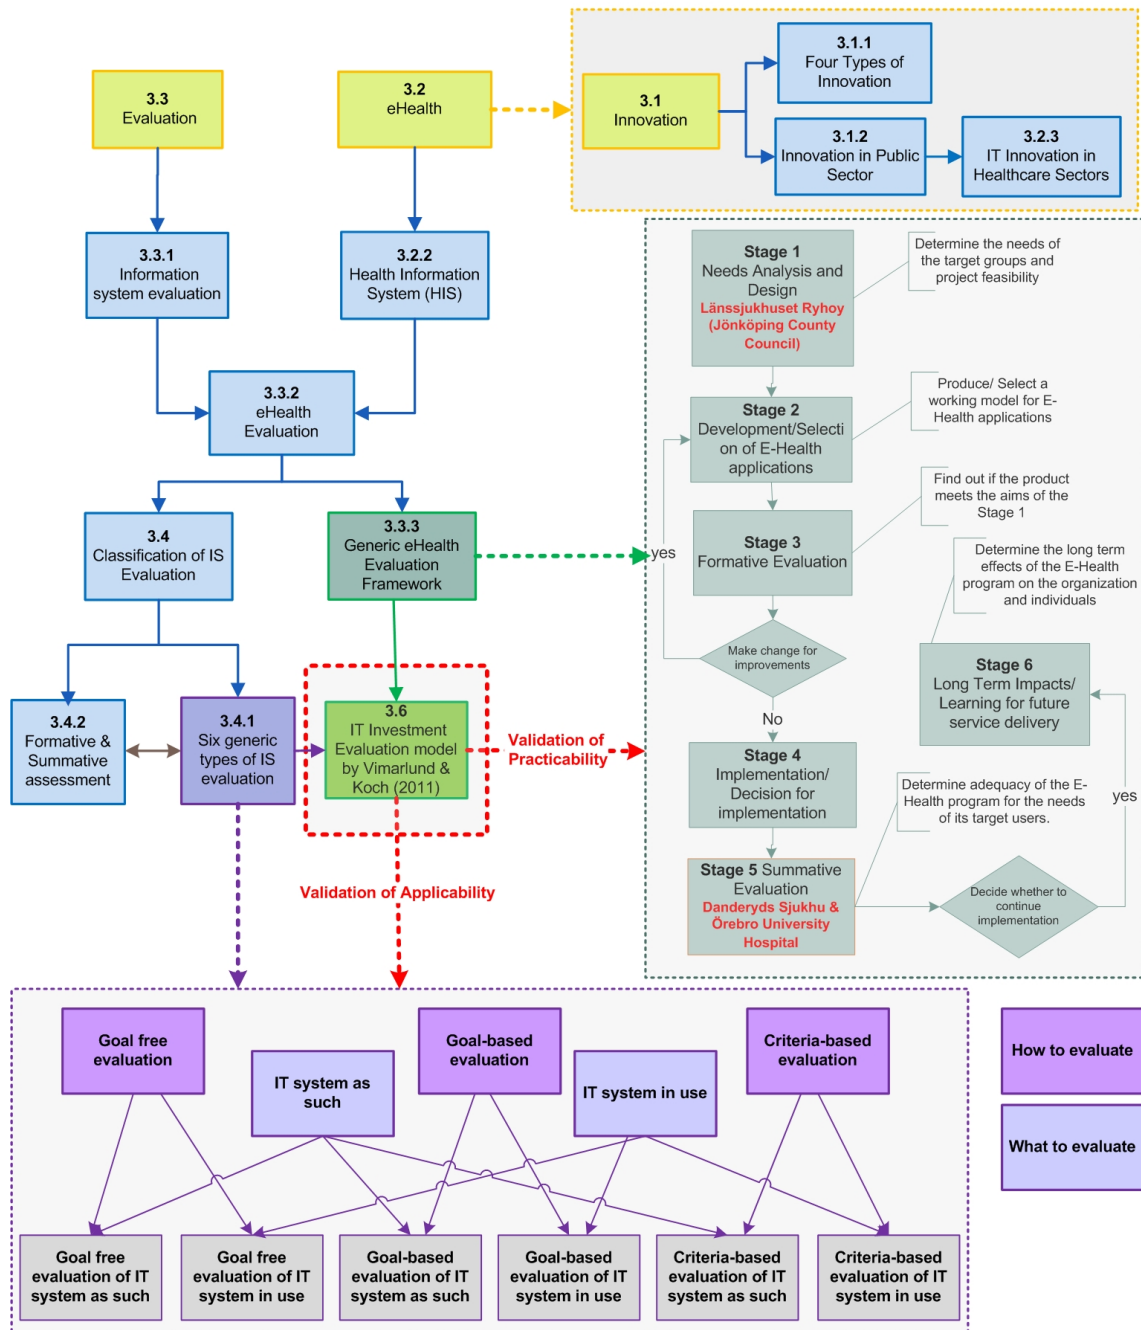 3.1.1
Four Types of
Innovation
3.3
Evaluation
3.2
eHealth
3.1
Innovation
3.1.2
Innovation in Public
Sector
3.2.3
IT Innovation in
Healthcare Sectors
3.3.1
Information
system evaluation
3.2.2
Health Information
System (HIS)
Stage 1
Needs Analysis and
Design
Länssjukhuset Ryhoy
(Jönköping County
Council)
Determine the needs of
the target groups and
project feasibility
3.3.2
eHealth
Evaluation
Stage 2
Development/Selecti
on of E-Health
applications
Produce/ Select a
working model for E-
Health applications
3.4
Classification of IS
Evaluation
3.3.3
Generic eHealth
Evaluation
Framework
yes
Stage 3
Formative Evaluation
Find out if the product
meets the aims of the
Stage 1
Determine the long term
effects of the E-Health
program on the organization
and individuals
Make change for
improvements
Stage 6
Long Term Impacts/
Learning for future
service delivery
3.4.2
Formative &
Summative
assessment
3.4.1
Six generic
types of IS
evaluation
3.6
IT Investment
Evaluation model
by Vimarlund &
Koch (2011)
Validation of
Practicability
No
Stage 4
Implementation/
Decision for
implementation
Determine adequacy of the E-
Health program for the needs
of its target users.
yes
Validation of Applicability
Stage 5 Summative
Evaluation
Danderyds Sjukhu &
Örebro University
Hospital
Decide whether to
continue
implementation
Goal free
evaluation
Goal-based
evaluation
Criteria-based
evaluation
How to evaluate
IT system as
such
IT system in use
What to evaluate
Goal free
evaluation of IT
system as such
Goal free
evaluation of IT
system in use
Goal-based
evaluation of IT
system as such
Goal-based
evaluation of IT
system in use
Criteria-based
evaluation of IT
system as such
Criteria-based
evaluation of IT
system in use